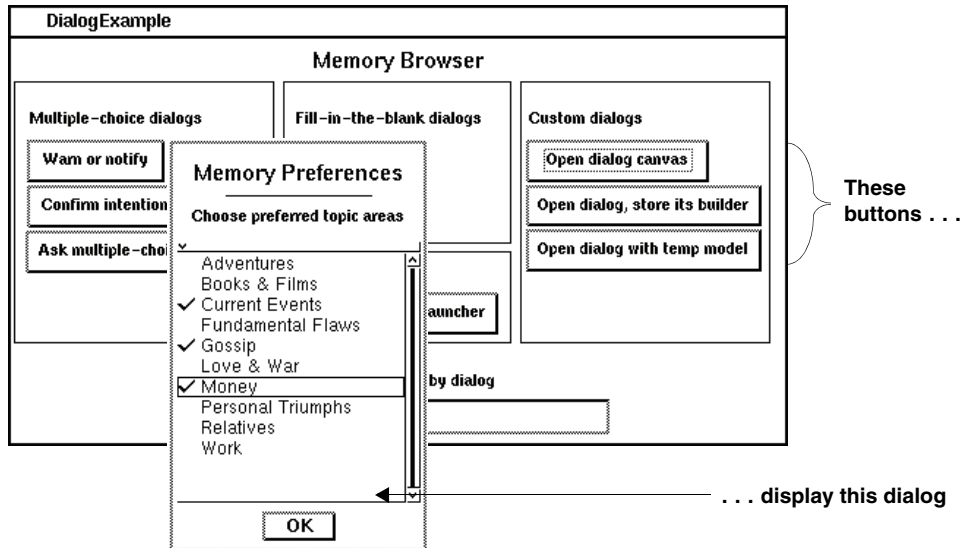 DialogExample
Memory Browser
Multiple-choice dialogs
Warn or notify
Confirm intention
Ask multiple-choi
Fill-in-the-blank dialogs
auncher
by dialog
Custom dialogs
Open dialog canvas
Open dialog, store its builder
Open dialog with temp model
Memory Preferences
Choose preferred topic areas
Adventures
Books & Films
Current Events
Fundamental Flaws
Gossip
Love & War
Money
Personal Triumphs
Relatives
Work
OK
These
buttons . . .
. . . display this dialog